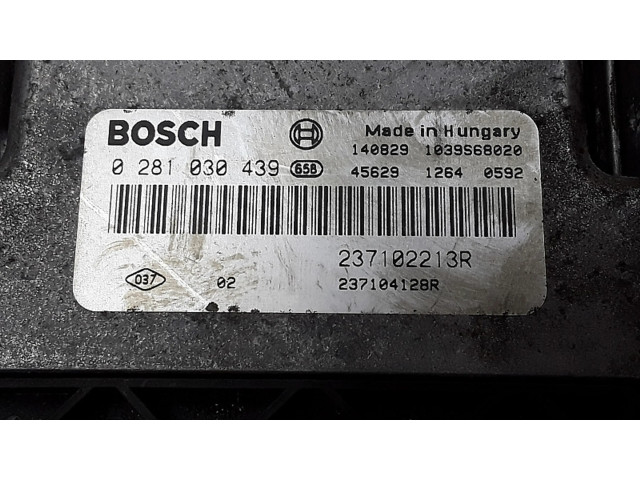 BOSCH
Made in Hungary
140829 1039S68020
0 281 030 439 658
45629 1264 0592
237102213R
037 02 237104128R